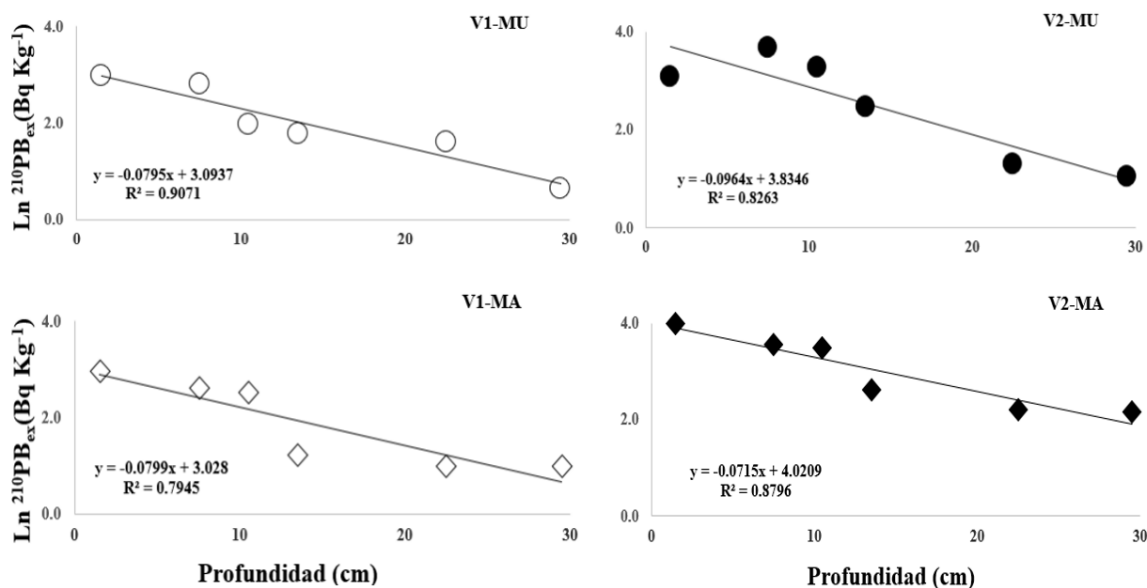 V1-MU
Ln ²¹⁰PB_ex(Bq Kg⁻¹)
4.0
2.0
0.0
y = -0.0795x + 3.0937
R² = 0.9071
0
10
20
30
V2-MU
4.0
2.0
0.0
y = -0.0964x + 3.8346
R² = 0.8263
0
10
20
30
V1-MA
Ln ²¹⁰PB_ex(Bq Kg⁻¹)
4.0
2.0
0.0
y = -0.0799x + 3.028
R² = 0.7945
0
10
20
30
Profundidad (cm)
V2-MA
4.0
2.0
0.0
y = -0.0715x + 4.0209
R² = 0.8796
0
10
20
30
Profundidad (cm)